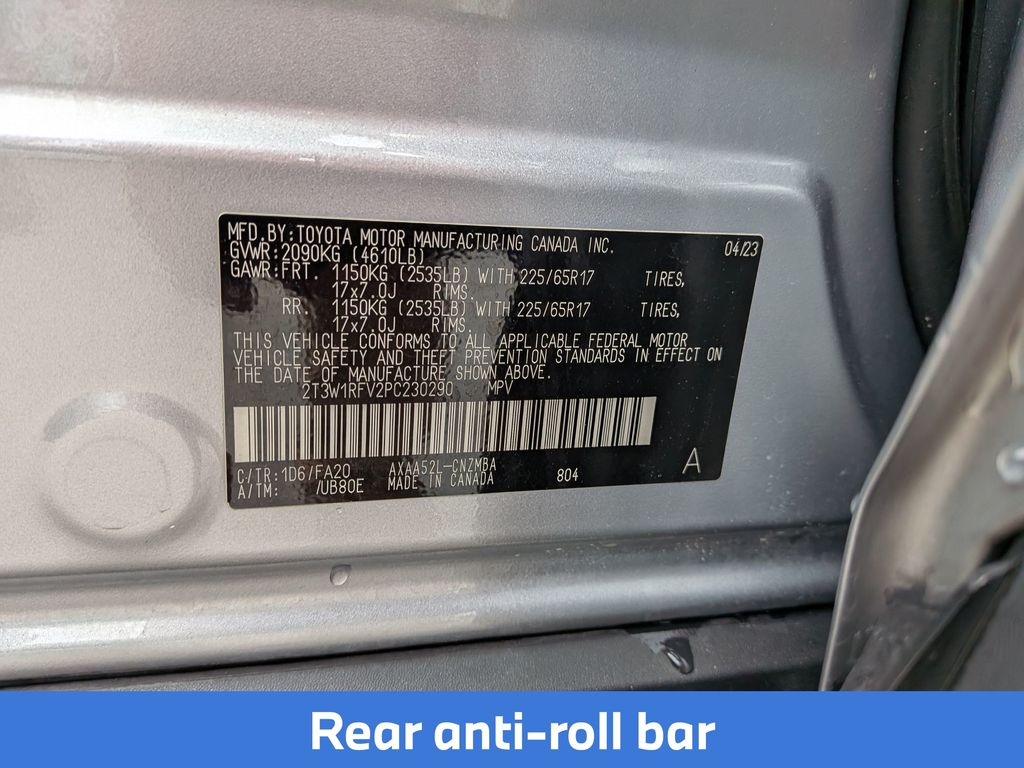 MFD. BY: TOYOTA MOTOR MANUFACTURING CANADA INC. 04/23
GVWR: 2090KG (4610LB)
GAWR: FRT. 1150KG (2535LB) WITH 225/65R17 TIRES,
17x7.0J RIMS.
RR. 1150KG (2535LB) WITH 225/65R17 TIRES,
17x7.0J RIMS.
THIS VEHICLE CONFORMS TO ALL APPLICABLE FEDERAL MOTOR
VEHICLE SAFETY AND THEFT PREVENTION STANDARDS IN EFFECT ON
THE DATE OF MANUFACTURE SHOWN ABOVE.
2T3W1RFV2PC230290 MPV
C/TR: 1D6/FA20 AXAA52L-CNZMBA 804 A
A/TM: /UB80E MADE IN CANADA
Rear anti-roll bar